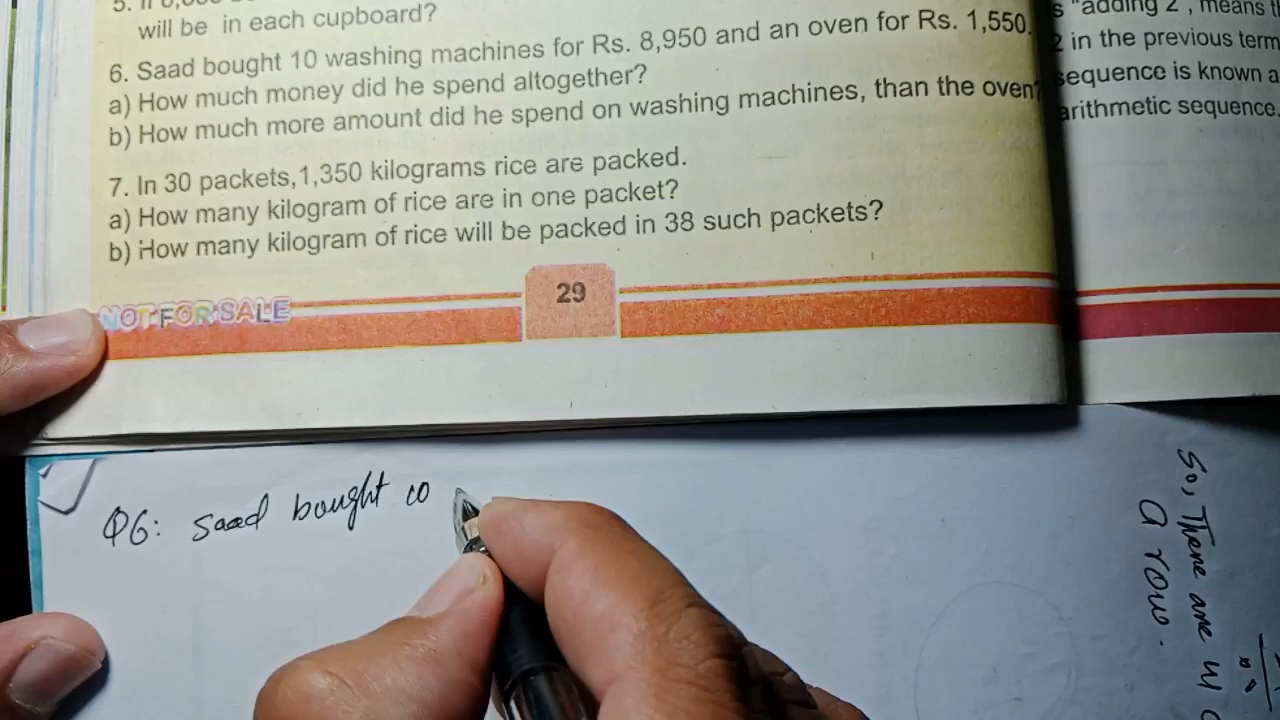 will be in each cupboard?
6. Saad bought 10 washing machines for Rs. 8,950 and an oven for Rs. 1,550.
a) How much money did he spend altogether?
b) How much more amount did he spend on washing machines, than the oven?
7. In 30 packets,1,350 kilograms rice are packed.
a) How many kilogram of rice are in one packet?
b) How many kilogram of rice will be packed in 38 such packets?
NOT FOR SALE
29
s "adding 2", means
2 in the previous term
sequence is known a
arithmetic sequence.
Q6: Saad bought 10
So, There are
a row.